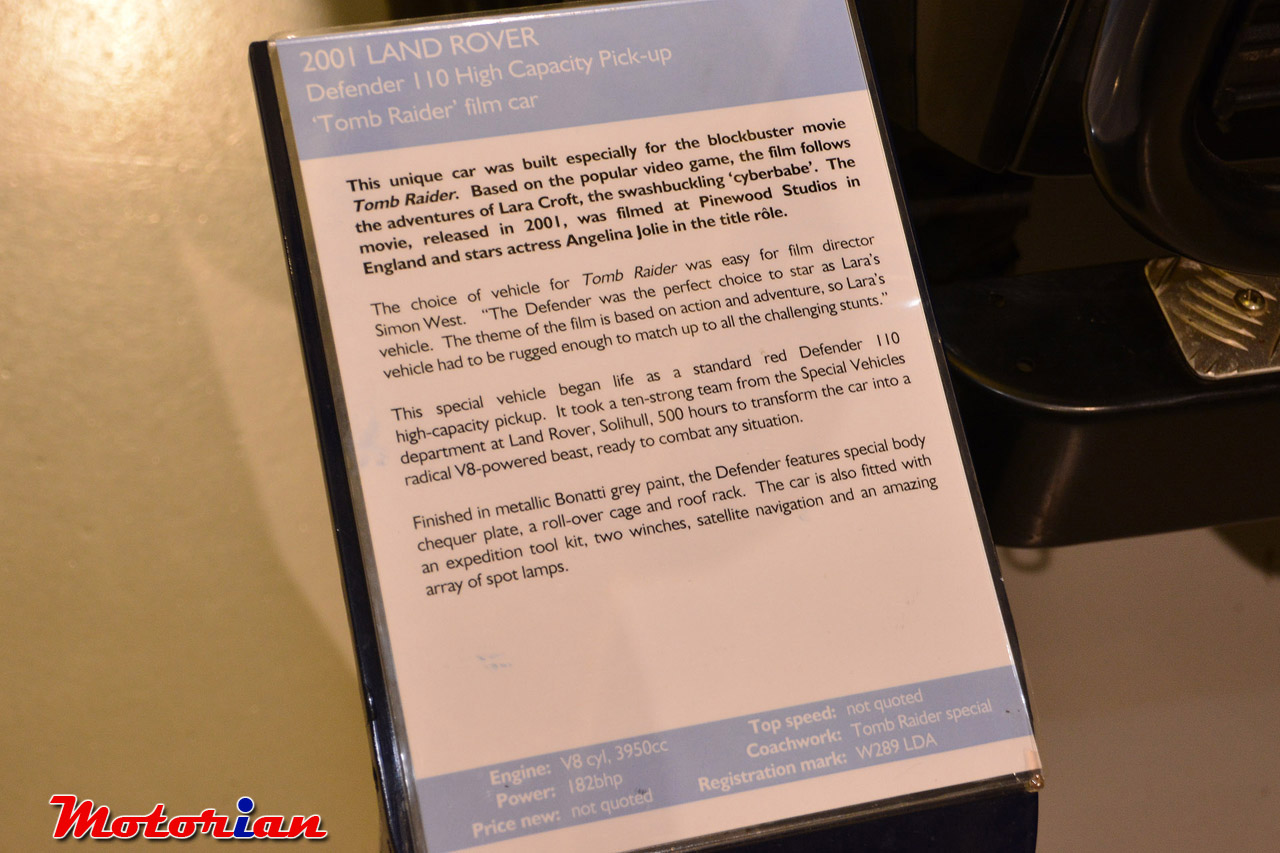 2001 LAND ROVER
Defender 110 High Capacity Pick-up
‘Tomb Raider’ film car
This unique car was built especially for the blockbuster movie
Tomb Raider. Based on the popular video game, the film follows
the adventures of Lara Croft, the swashbuckling ‘cyberbabe’. The
movie, released in 2001, was filmed at Pinewood Studios in
England and stars actress Angelina Jolie in the title rôle.
The choice of vehicle for Tomb Raider was easy for film director
Simon West. “The Defender was the perfect choice to star as Lara’s
vehicle. The theme of the film is based on action and adventure, so Lara’s
vehicle had to be rugged enough to match up to all the challenging stunts.”
This special vehicle began life as a standard red Defender 110
high-capacity pickup. It took a ten-strong team from the Special Vehicles
department at Land Rover, Solihull, 500 hours to transform the car into a
radical V8-powered beast, ready to combat any situation.
Finished in metallic Bonatti grey paint, the Defender features special body
chequer plate, a roll-over cage and roof rack. The car is also fitted with
an expedition tool kit, two winches, satellite navigation and an amazing
array of spot lamps.
Engine: V8 cyl, 3950cc
Power: 182bhp
Price new: not quoted
Top speed: not quoted
Coachwork: Tomb Raider special
Registration mark: W289 LDA
Motorian